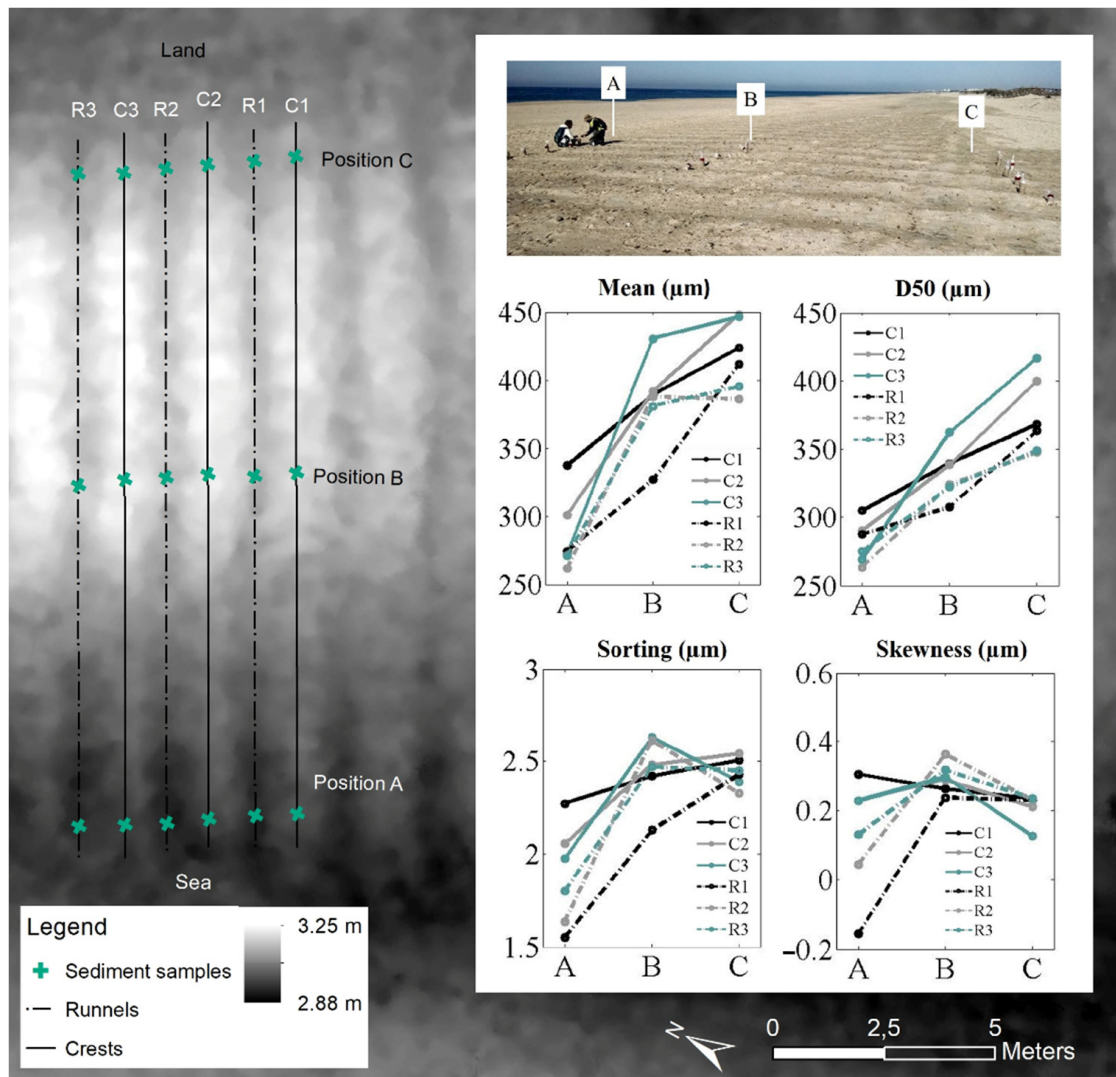 Land
R3 C3 R2 C2 R1 C1
Position C
Position B
Position A
Sea
Legend
Sediment samples
Runnels
Crests
3.25 m
2.88 m
A
B
C
Mean (µm)
450
400
350
300
250
A B C
C1
C2
C3
R1
R2
R3
D50 (µm)
450
400
350
300
250
A B C
C1
C2
C3
R1
R2
R3
Sorting (µm)
3
2.5
2
1.5
A B C
C1
C2
C3
R1
R2
R3
Skewness (µm)
0.6
0.4
0.2
0
−0.2
A B C
C1
C2
C3
R1
R2
R3
N
0 2,5 5
Meters